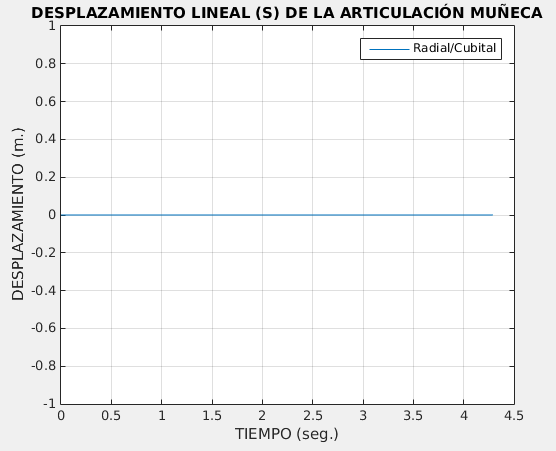 DESPLAZAMIENTO LINEAL (S) DE LA ARTICULACIÓN MUÑECA
Radial/Cubital
1
0.8
0.6
0.4
0.2
0
-0.2
-0.4
-0.6
-0.8
-1
DESPLAZAMIENTO (m.)
0 0.5 1 1.5 2 2.5 3 3.5 4 4.5
TIEMPO (seg.)